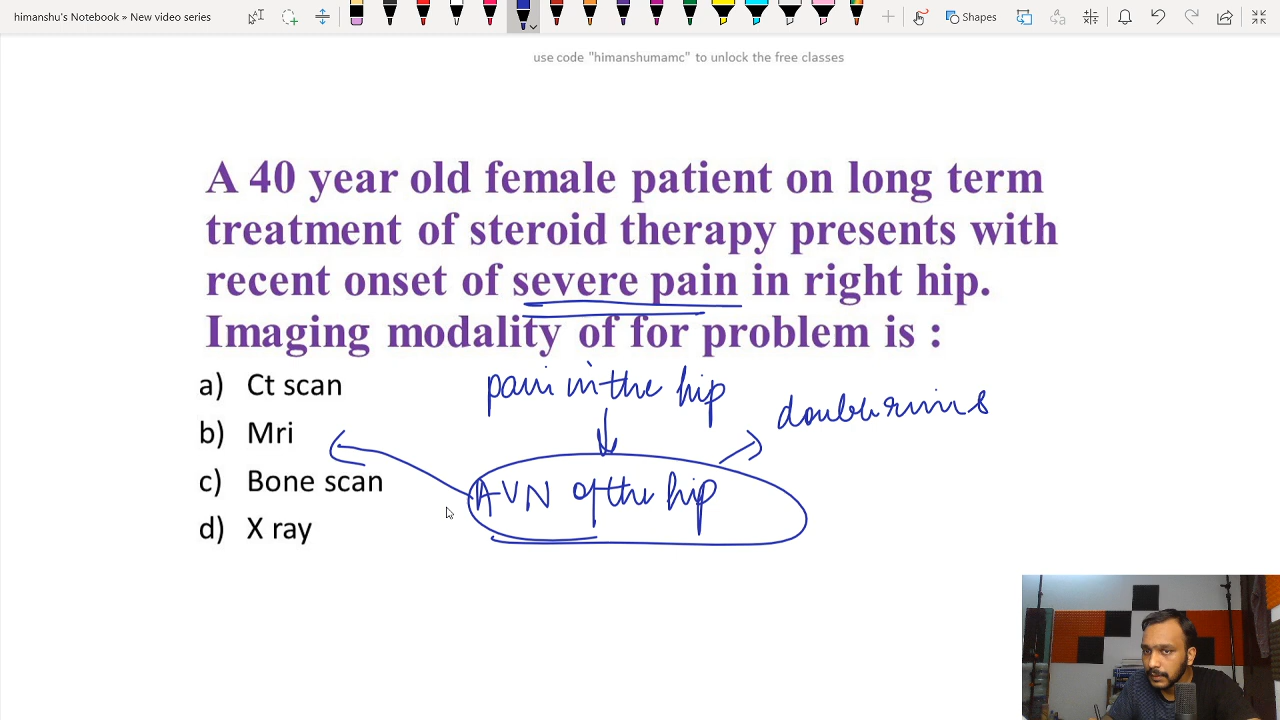 himanshu's Notebook » New video series
Shapes
use code "himanshumamc" to unlock the free classes
A 40 year old female patient on long term
treatment of steroid therapy presents with
recent onset of severe pain in right hip.
Imaging modality of for problem is :
a) Ct scan
b) Mri
c) Bone scan
d) X ray
pain in the hip
AVN of the hip